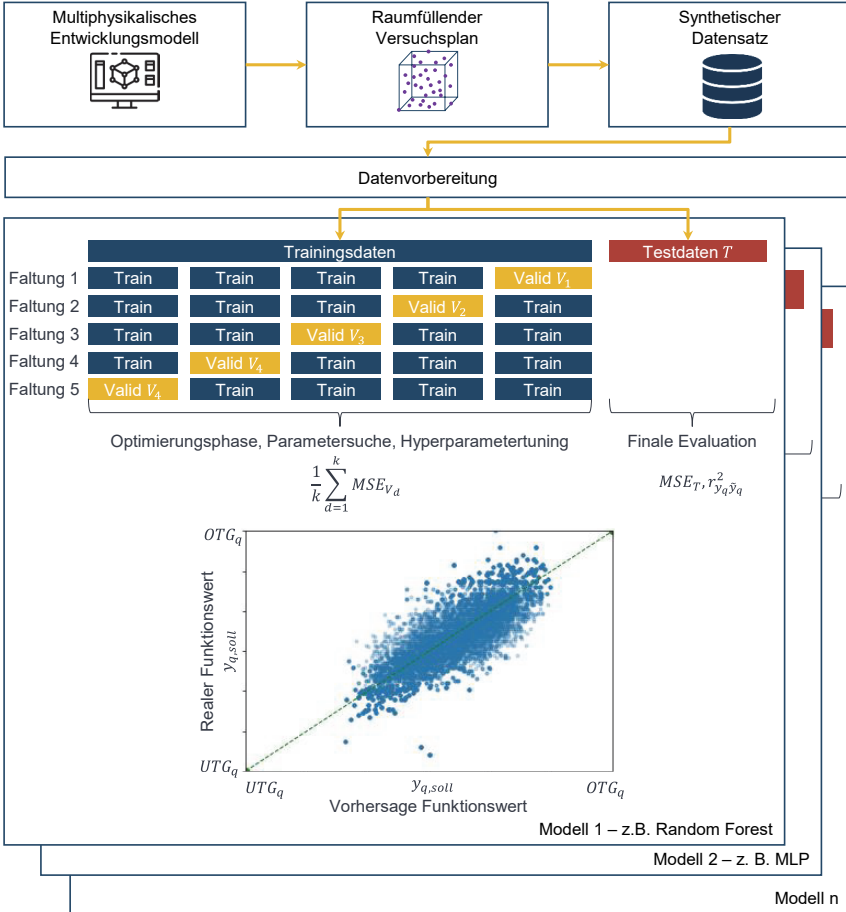 Multiphysikalisches
Entwicklungsmodell
Raumfüllender
Versuchsplan
Synthetischer
Datensatz
Datenvorbereitung
Trainingsdaten
Testdaten T
Faltung 1 Train Train Train Train Valid V₁
Faltung 2 Train Train Train Valid V₂ Train
Faltung 3 Train Train Valid V₃ Train Train
Faltung 4 Train Valid V₄ Train Train Train
Faltung 5 Valid V₄ Train Train Train Train
Optimierungsphase, Parametersuche, Hyperparametertuning
Finale Evaluation
1/k ∑_{d=1}^{k} MSE_{V_d}
MSE_T, r²_{y_q ȳ_q}
OTG_q
Realer Funktionswert
y_{q,soll}
UTG_q
UTG_q y_{q,soll} OTG_q
Vorhersage Funktionswert
Modell 1 – z.B. Random Forest
Modell 2 – z. B. MLP
Modell n